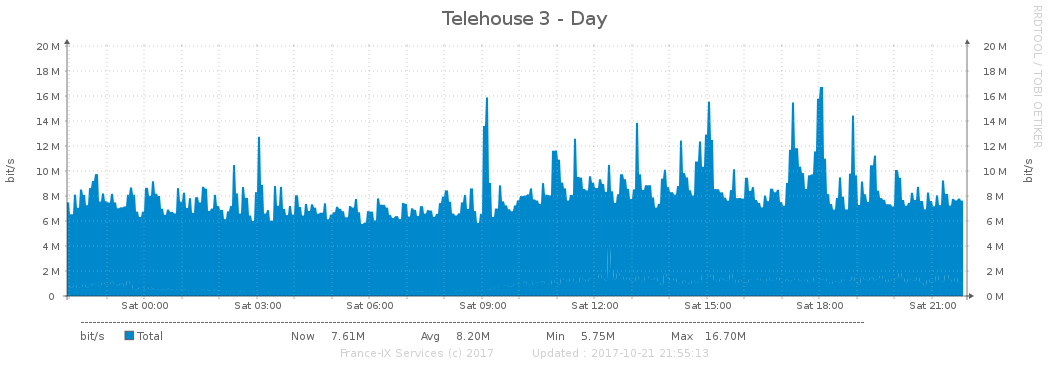 Telehouse 3 - Day
RRDTOOL / TOBI OETIKER
bit/s
20 M
18 M
16 M
14 M
12 M
10 M
8 M
6 M
4 M
2 M
0
20 M
18 M
16 M
14 M
12 M
10 M
8 M
6 M
4 M
2 M
0 M
bit/s
Sat 00:00 Sat 03:00 Sat 06:00 Sat 09:00 Sat 12:00 Sat 15:00 Sat 18:00 Sat 21:00
bit/s Total Now 7.61M Avg 8.20M Min 5.75M Max 16.70M
France-IX Services (c) 2017 Updated : 2017-10-21 21:55:13